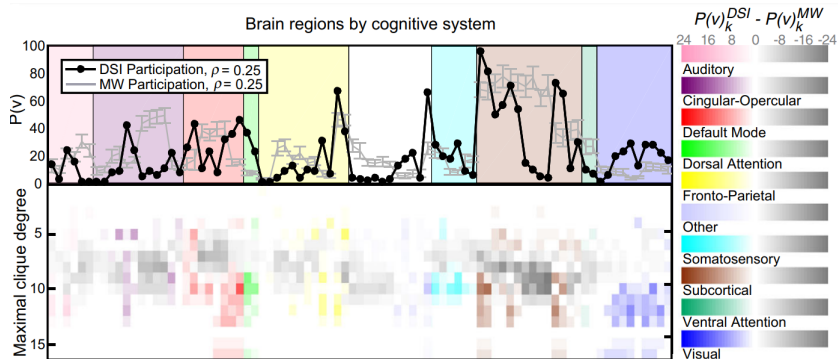 Brain regions by cognitive system
P(v)
100
80
60
40
20
0
DSI Participation, ρ = 0.25
MW Participation, ρ = 0.25
Maximal clique degree
5
10
15
P(v)ₖᴰˢᴵ - P(v)ₖᴹᵂ
24 16 8 0 -8 -16 -24
Auditory
Cingular-Opercular
Default Mode
Dorsal Attention
Fronto-Parietal
Other
Somatosensory
Subcortical
Ventral Attention
Visual